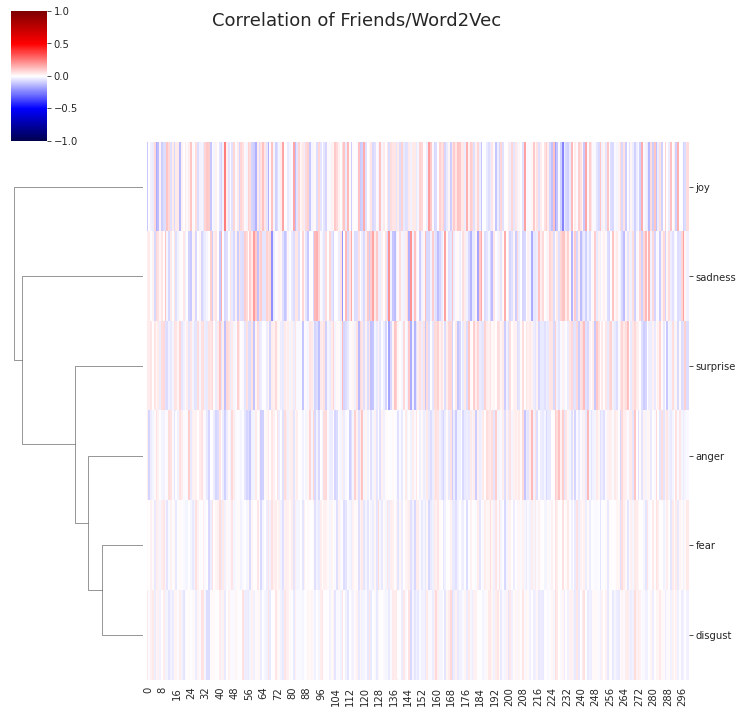 Correlation of Friends/Word2Vec
1.0
0.5
0.0
−0.5
−1.0
joy
sadness
surprise
anger
fear
disgust
0 8 16 24 32 40 48 56 64 72 80 88 96 104 112 120 128 136 144 152 160 168 176 184 192 200 208 216 224 232 240 248 256 264 272 280 288 296